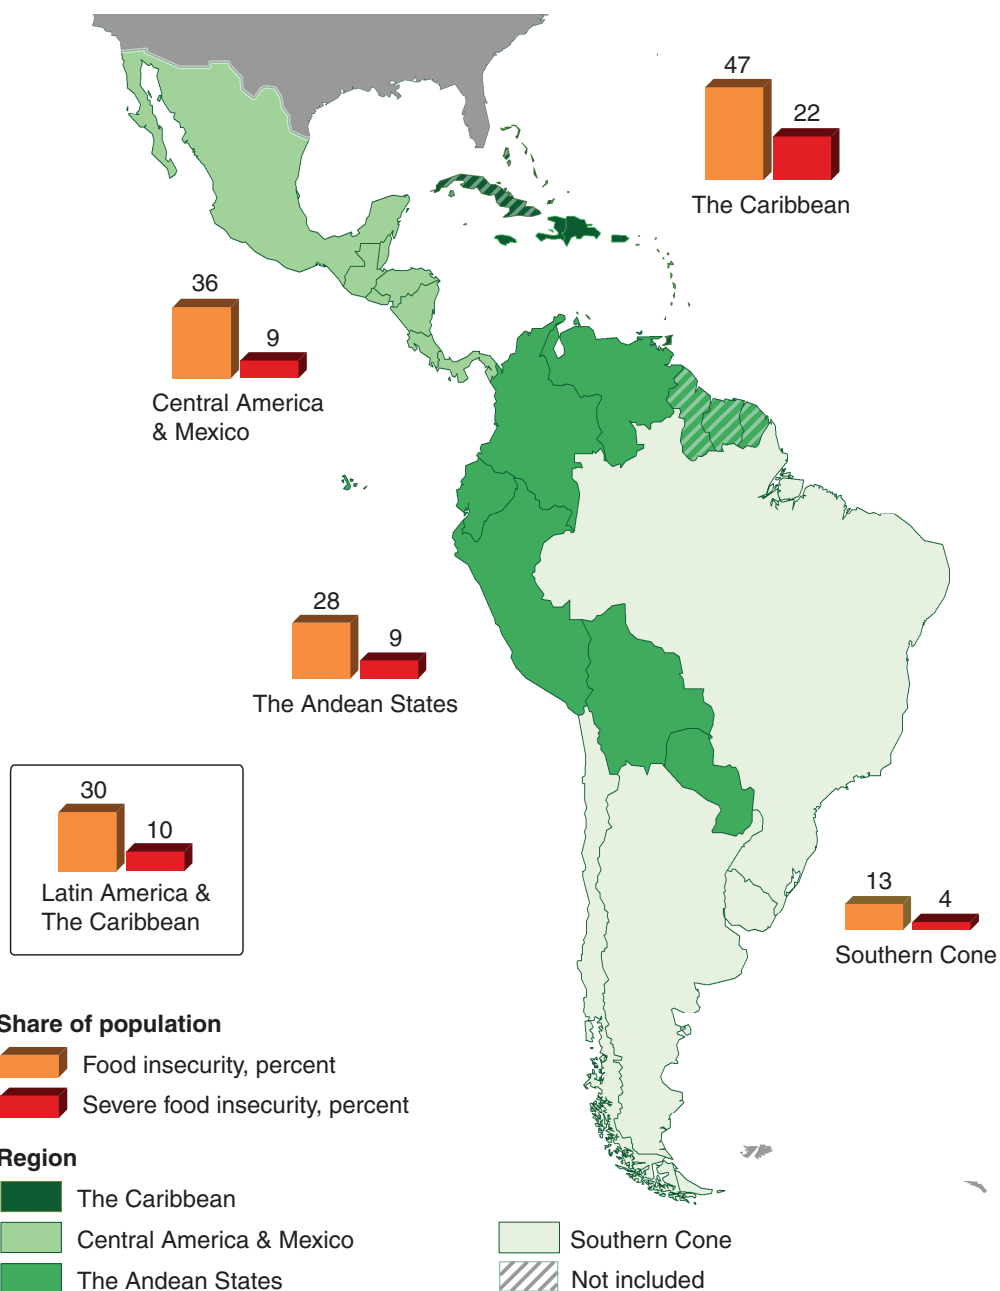 47
22
The Caribbean
36
9
Central America
& Mexico
28
9
The Andean States
30
10
Latin America &
The Caribbean
13
4
Southern Cone
Share of population
Food insecurity, percent
Severe food insecurity, percent
Region
The Caribbean
Central America & Mexico
The Andean States
Southern Cone
Not included